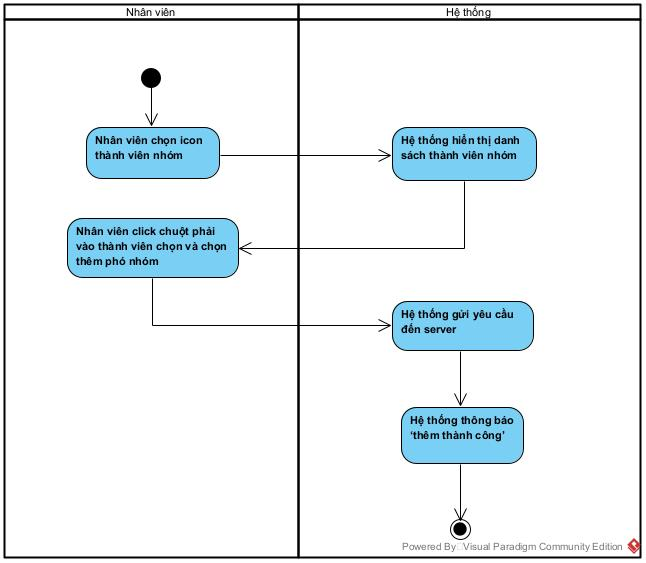 Nhân viên
Hệ thống
Nhân viên chọn icon
thành viên nhóm
Hệ thống hiển thị danh
sách thành viên nhóm
Nhân viên click chuột phải
vào thành viên chọn và chọn
thêm phó nhóm
Hệ thống gửi yêu cầu
đến server
Hệ thống thông báo
‘thêm thành công’
Powered By Visual Paradigm Community Edition